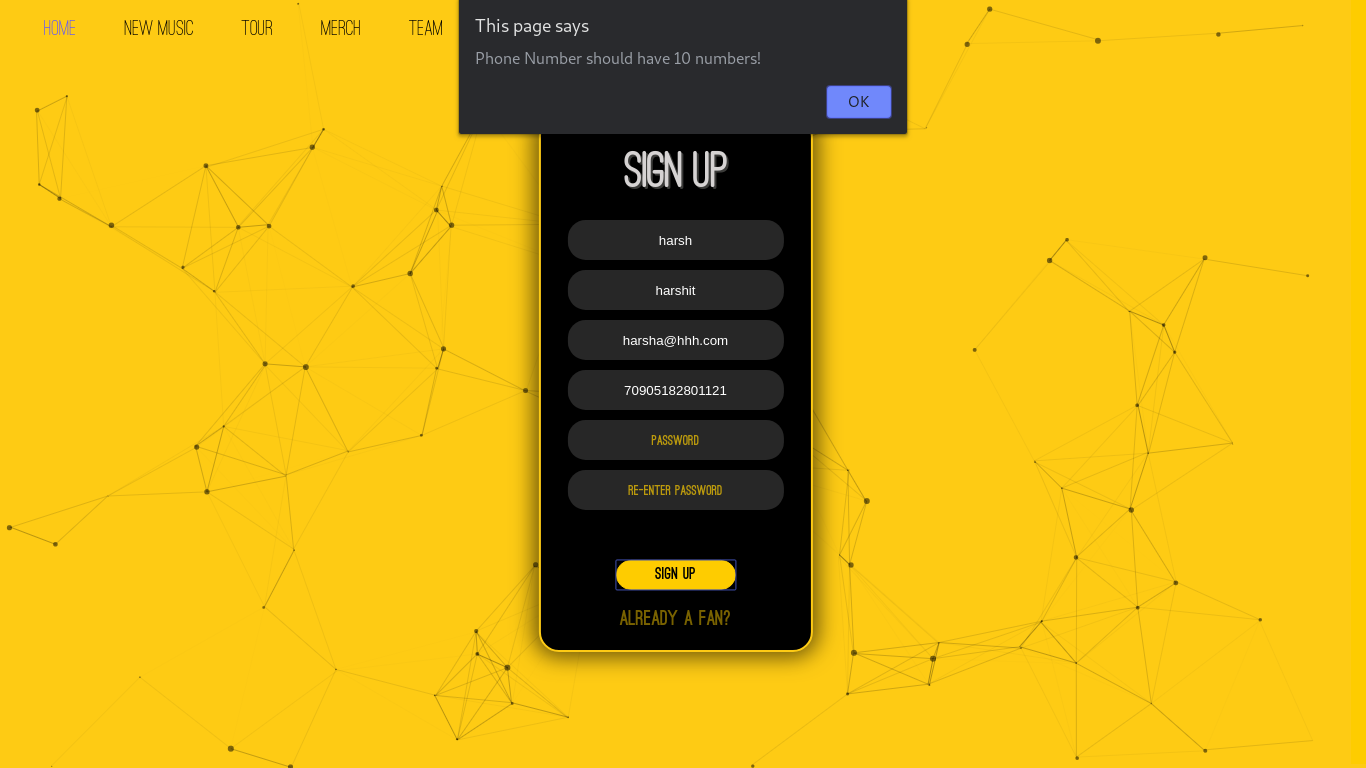 HOME NEW MUSIC TOUR MERCH TEAM
This page says
Phone Number should have 10 numbers!
OK
SIGN UP
harsh
harshit
harsha@hhh.com
70905182801121
PASSWORD
RE-ENTER PASSWORD
SIGN UP
ALREADY A FAN?